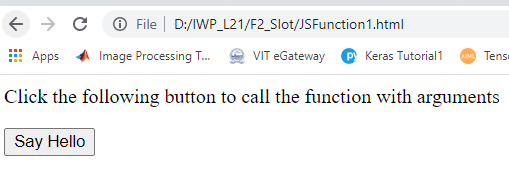 File | D:/IWP_L21/F2_Slot/JSFunction1.html
Apps Image Processing T... VIT eGateway Keras Tutorial1 Tens
Click the following button to call the function with arguments
Say Hello